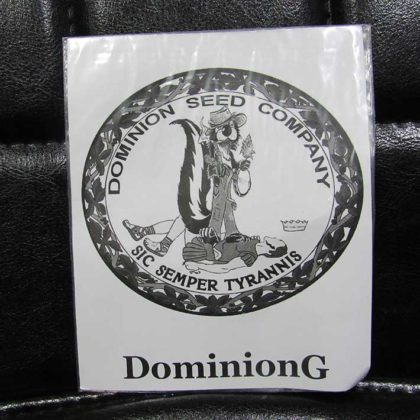 DOMINION SEED COMPANY
SIC SEMPER TYRANNIS
DominionG